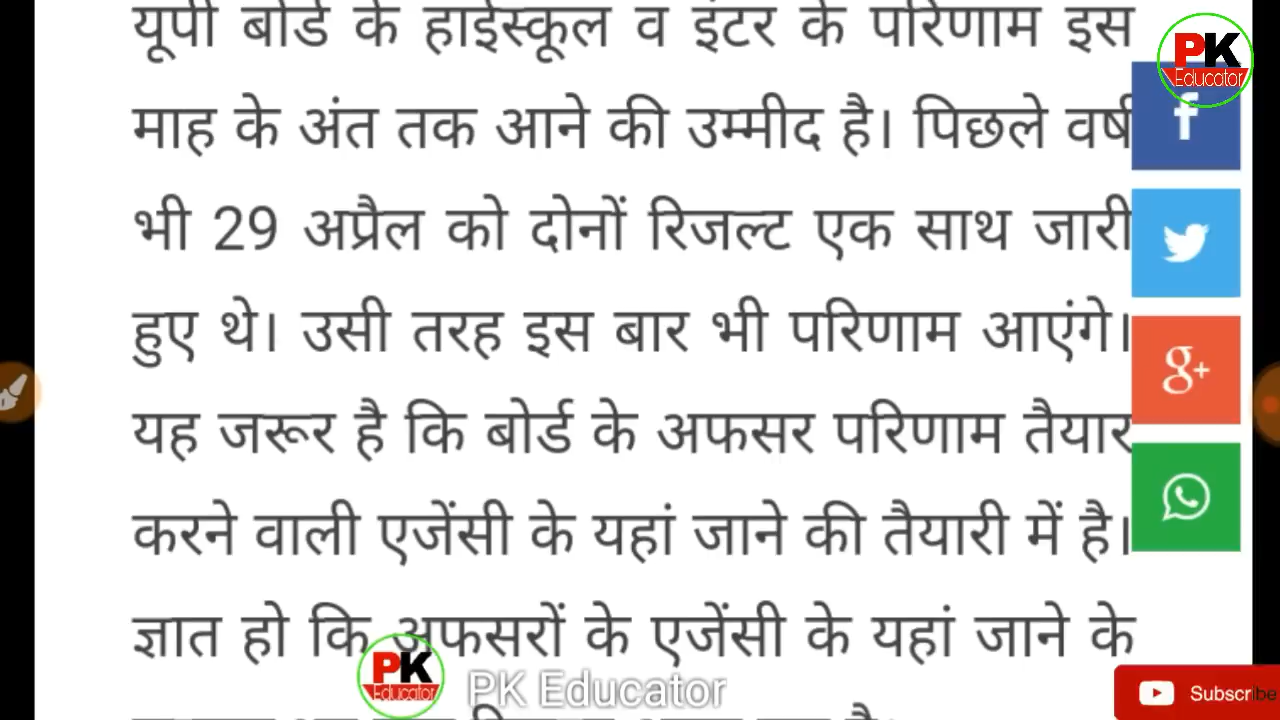 यूपी बोर्ड के हाईस्कूल व इंटर के परिणाम इस
माह के अंत तक आने की उम्मीद है। पिछले वर्ष
भी 29 अप्रैल को दोनों रिजल्ट एक साथ जारी
हुए थे। उसी तरह इस बार भी परिणाम आएंगे।
यह जरूर है कि बोर्ड के अफसर परिणाम तैयार
करने वाली एजेंसी के यहां जाने की तैयारी में है।
ज्ञात हो कि अफसरों के एजेंसी के यहां जाने के
PK
Educator
f
g+
PK
Educator
PK Educator
Subscribe